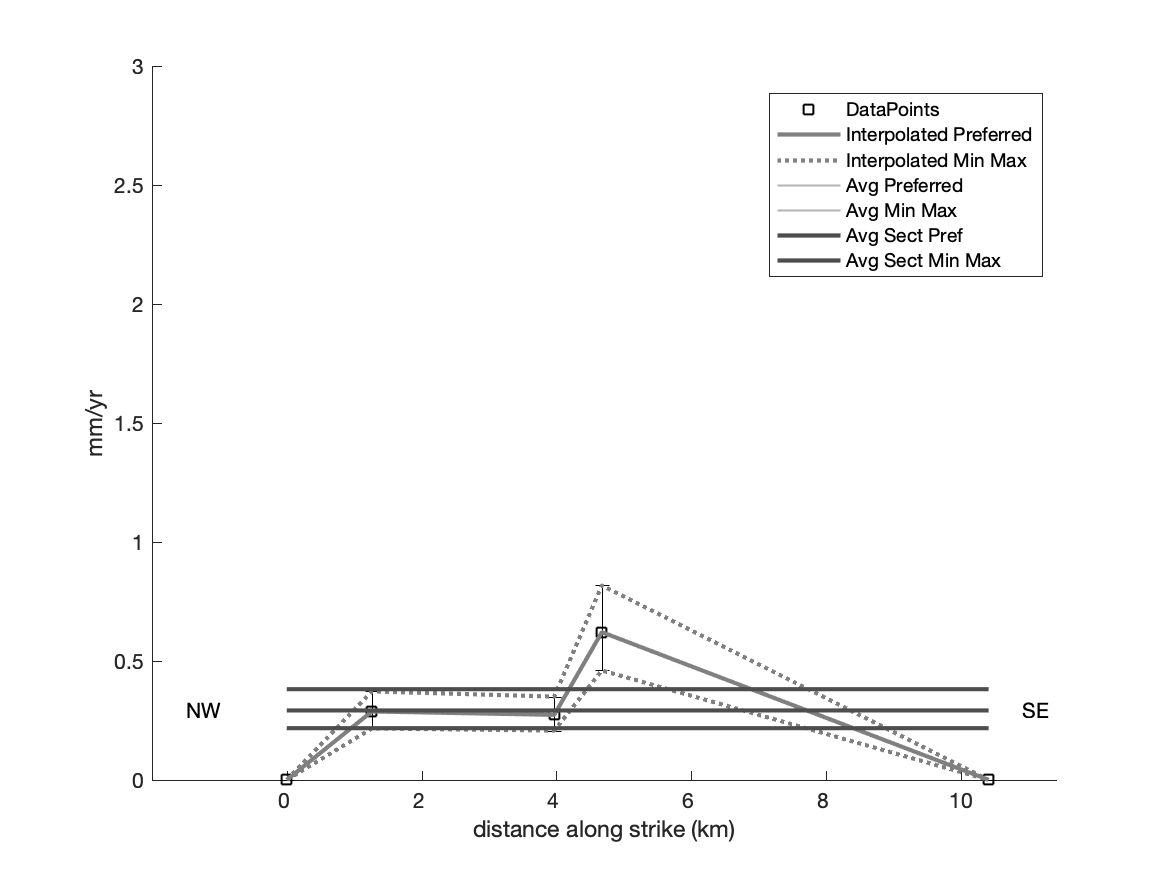 3
2.5
2
1.5
1
0.5
0
mm/yr
DataPoints
Interpolated Preferred
Interpolated Min Max
Avg Preferred
Avg Min Max
Avg Sect Pref
Avg Sect Min Max
NW
SE
0 2 4 6 8 10
distance along strike (km)